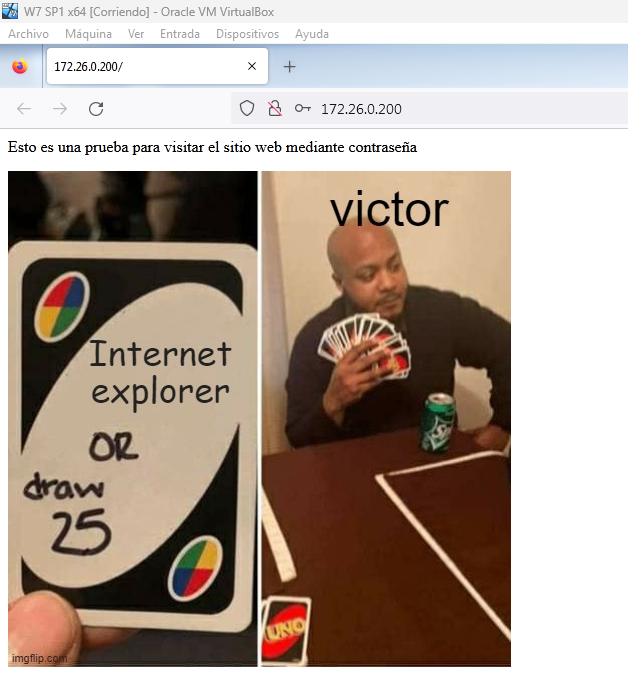 W7 SP1 x64 [Corriendo] - Oracle VM VirtualBox
Archivo Máquina Ver Entrada Dispositivos Ayuda
172.26.0.200/
172.26.0.200
Esto es una prueba para visitar el sitio web mediante contraseña
victor
Internet
explorer
OR
draw
25
UNO
imgflip.com